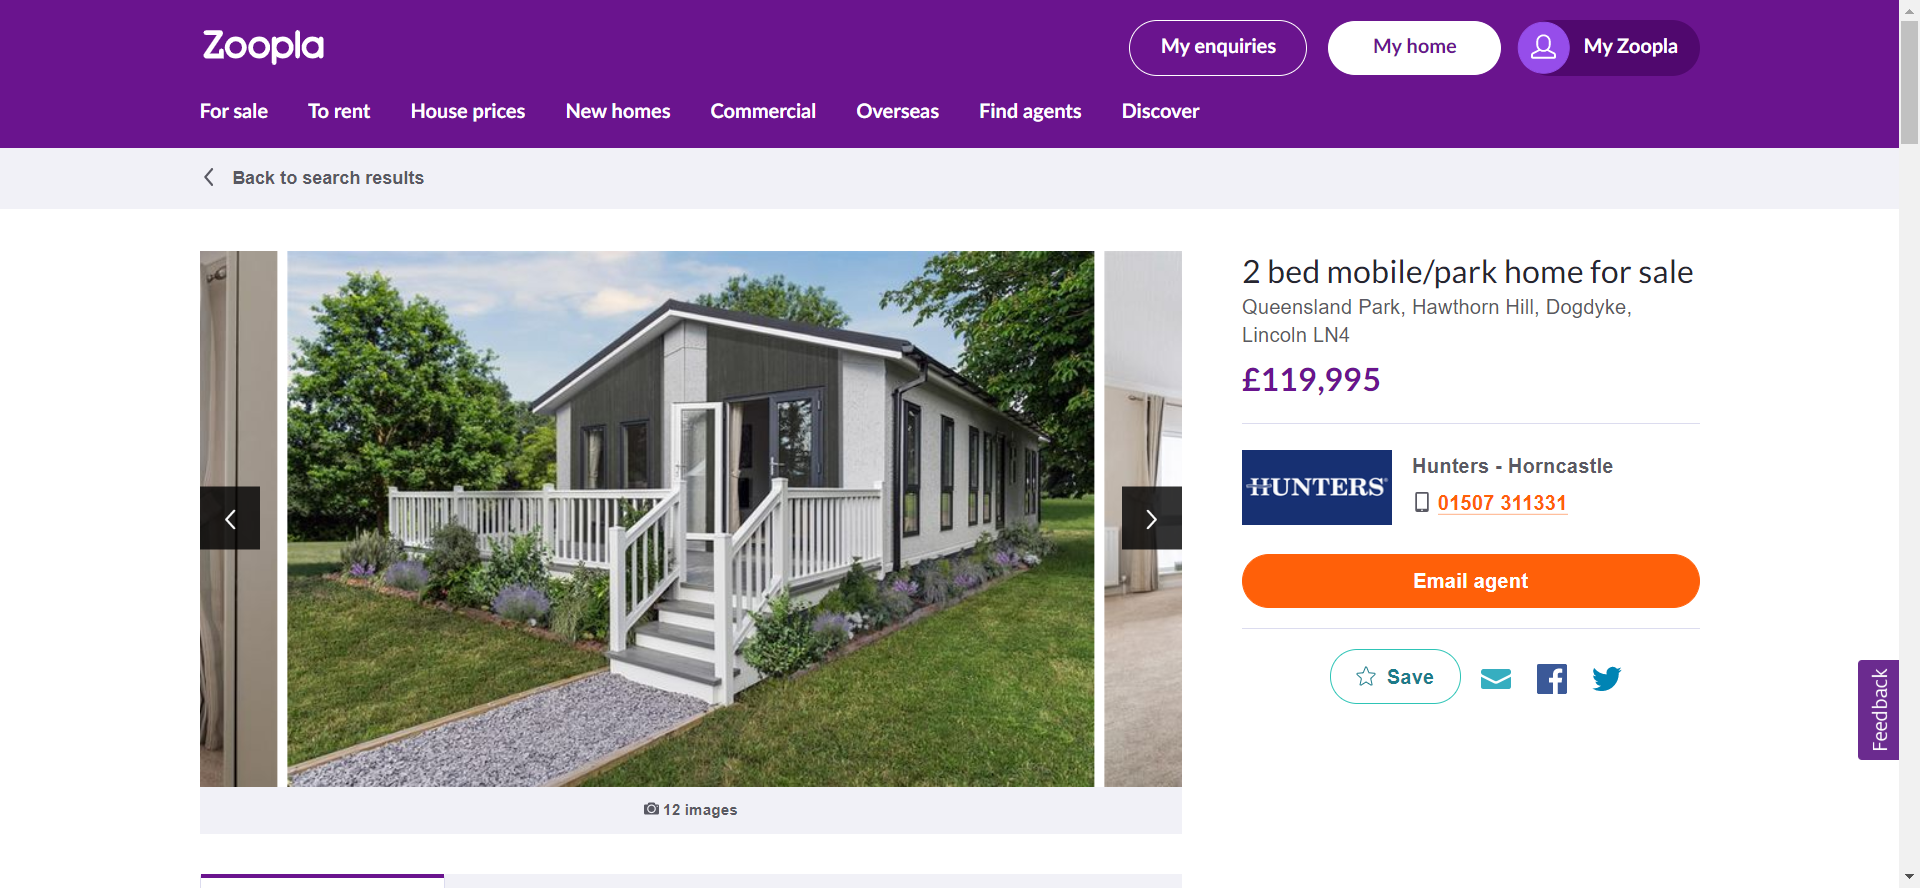 Zoopla
My enquiries
My home
My Zoopla
For sale
To rent
House prices
New homes
Commercial
Overseas
Find agents
Discover
Back to search results
2 bed mobile/park home for sale
Queensland Park, Hawthorn Hill, Dogdyke,
Lincoln LN4
£119,995
HUNTERS
Hunters - Horncastle
01507 311331
Email agent
Save
Feedback
12 images